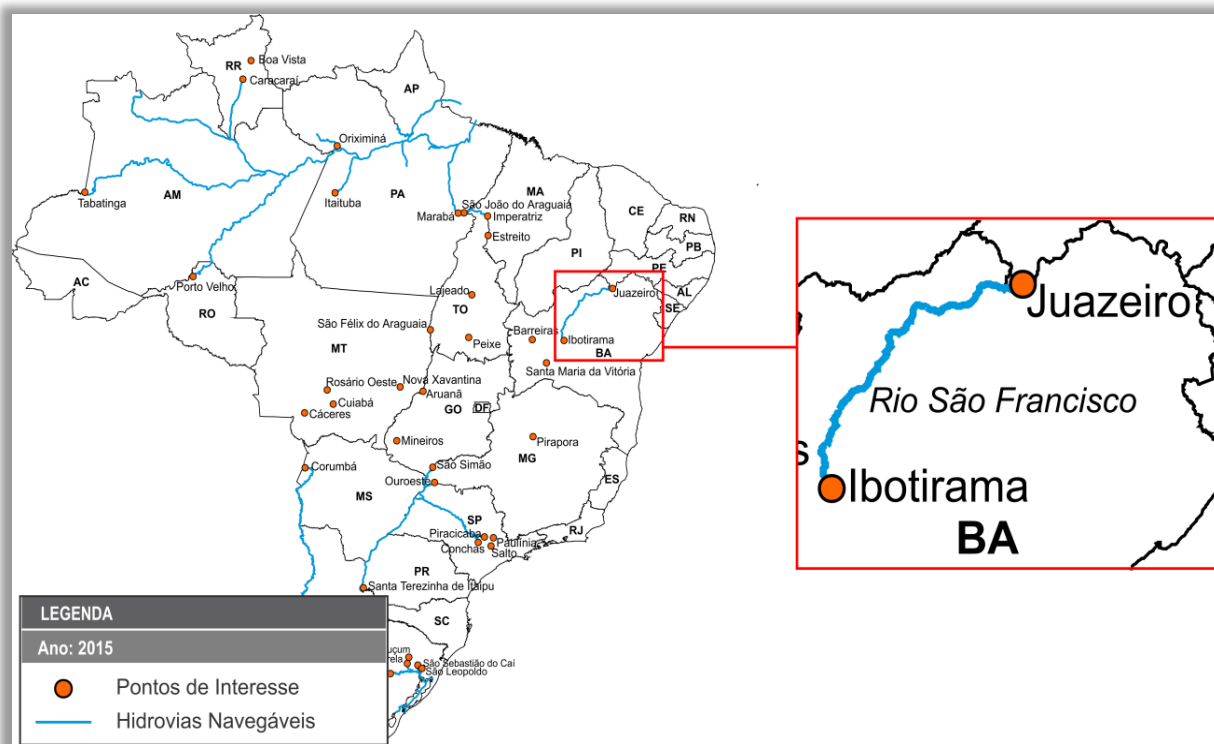 Boa Vista
RR
Caracaraí
AP
Oriximiná
AM
PA
MA
CE
RN
Tabatinga
Itaituba
Marabá
São João do Araguaia
Imperatriz
Estreito
PB
PI
PE
AC
Porto Velho
RO
Lajeado
TO
Juazeiro
AL
SE
São Félix do Araguaia
Peixe
Barreiras
Ibotirama
BA
MT
Santa Maria da Vitória
Rosário Oeste
Nova Xavantina
Cuiabá
Aruanã
Cáceres
GO
DF
Mineiros
Pirapora
MG
Corumbá
São Simão
Ouroeste
MS
ES
SP
RJ
Piracicaba
Paulínia
Conchas
Salto
PR
Santa Terezinha de Itaipu
SC
uçum
rela
São Sebastião do Caí
São Leopoldo
Juazeiro
Rio São Francisco
s
Ibotirama
BA
LEGENDA
Ano: 2015
Pontos de Interesse
Hidrovias Navegáveis